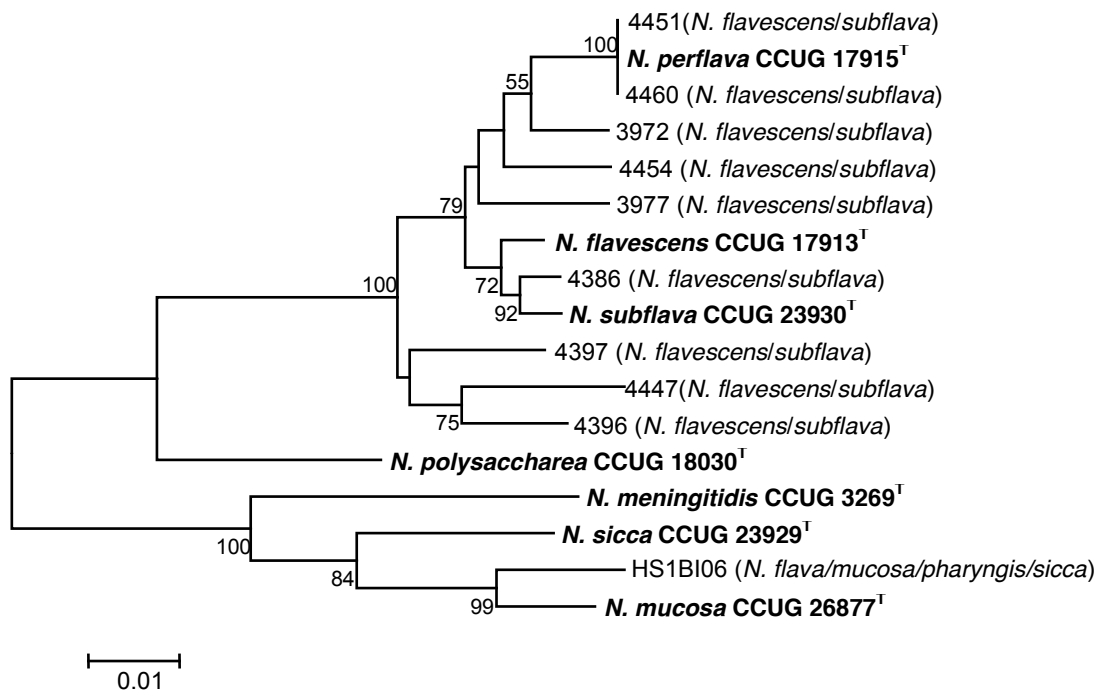 4451(N. flavescens/subflava)
100
N. perflava CCUG 17915T
55
4460 (N. flavescens/subflava)
3972 (N. flavescens/subflava)
4454 (N. flavescens/subflava)
79
3977 (N. flavescens/subflava)
N. flavescens CCUG 17913T
100
72
4386 (N. flavescens/subflava)
92
N. subflava CCUG 23930T
4397 (N. flavescens/subflava)
4447(N. flavescens/subflava)
75
4396 (N. flavescens/subflava)
N. polysaccharea CCUG 18030T
N. meningitidis CCUG 3269T
100
N. sicca CCUG 23929T
84
HS1BI06 (N. flava/mucosa/pharyngis/sicca)
99
N. mucosa CCUG 26877T
0.01